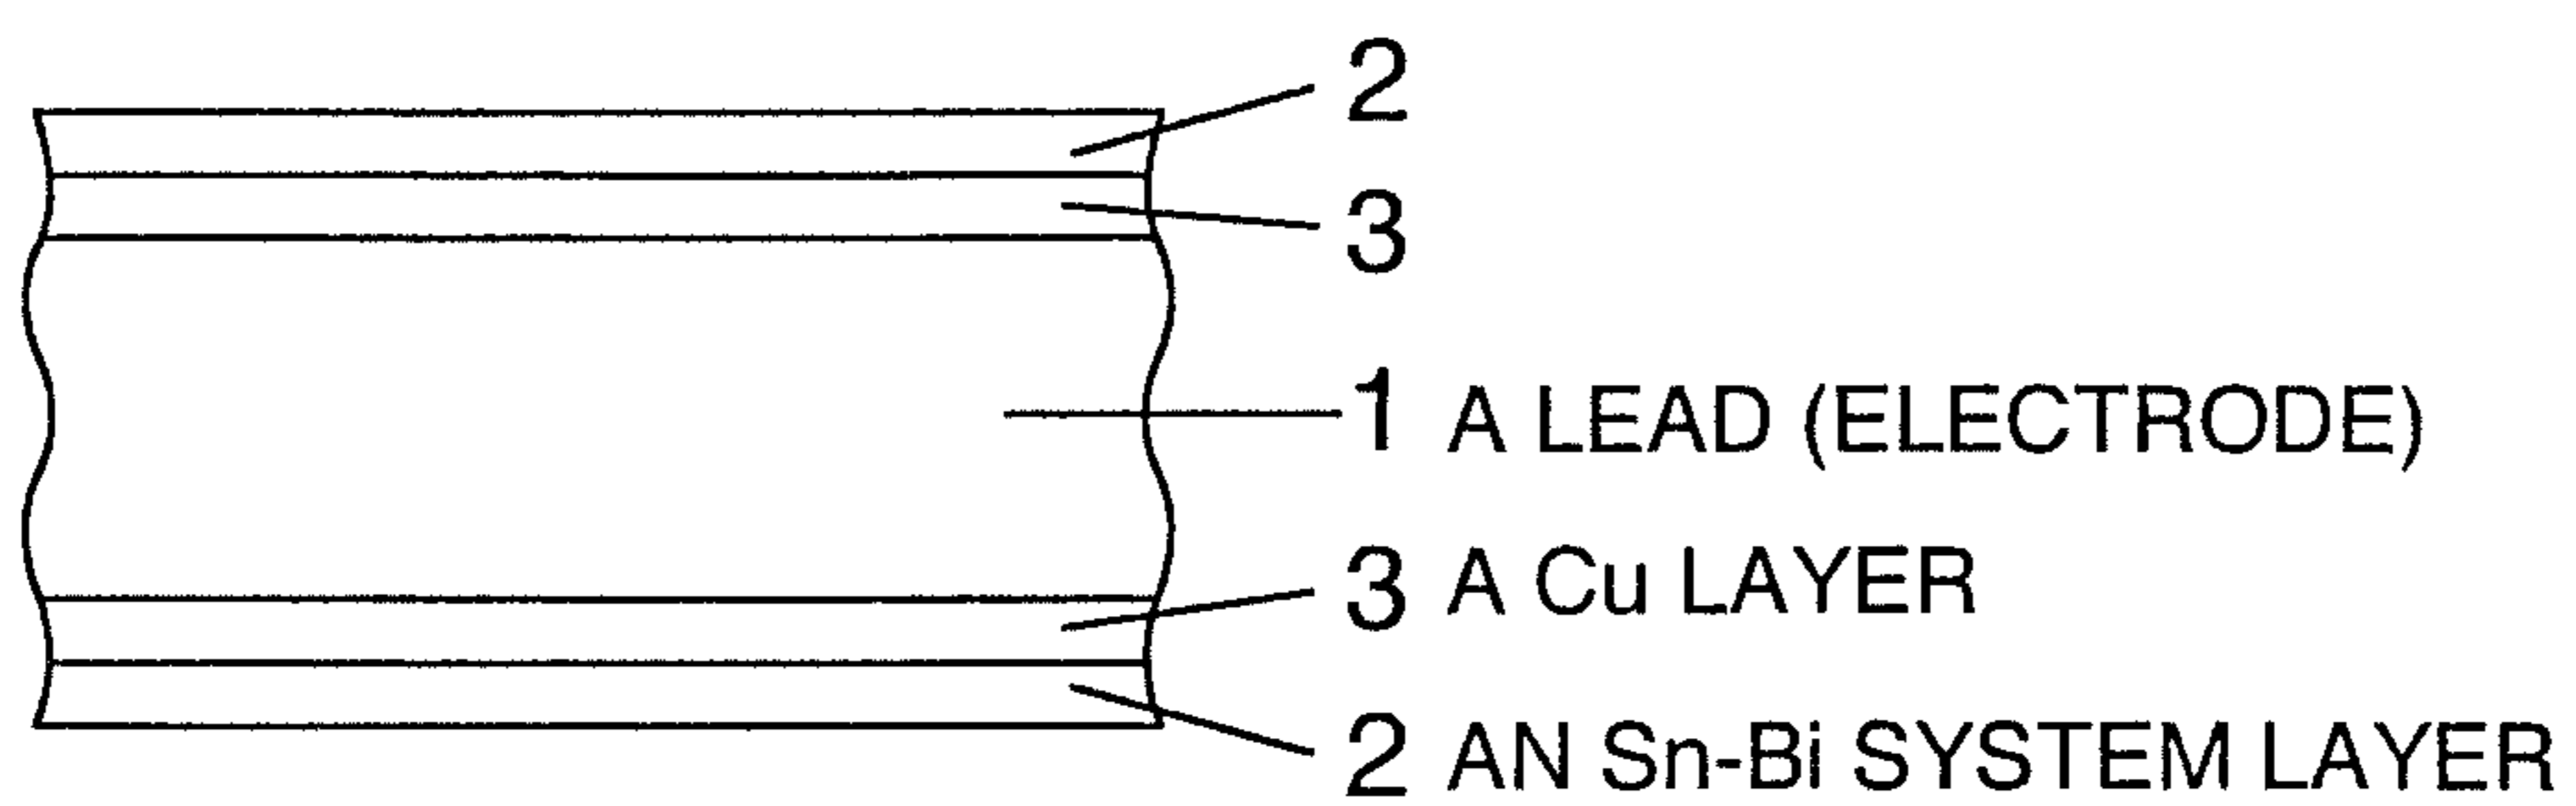 2
3
1 A LEAD (ELECTRODE)
3 A Cu LAYER
2 AN Sn-Bi SYSTEM LAYER